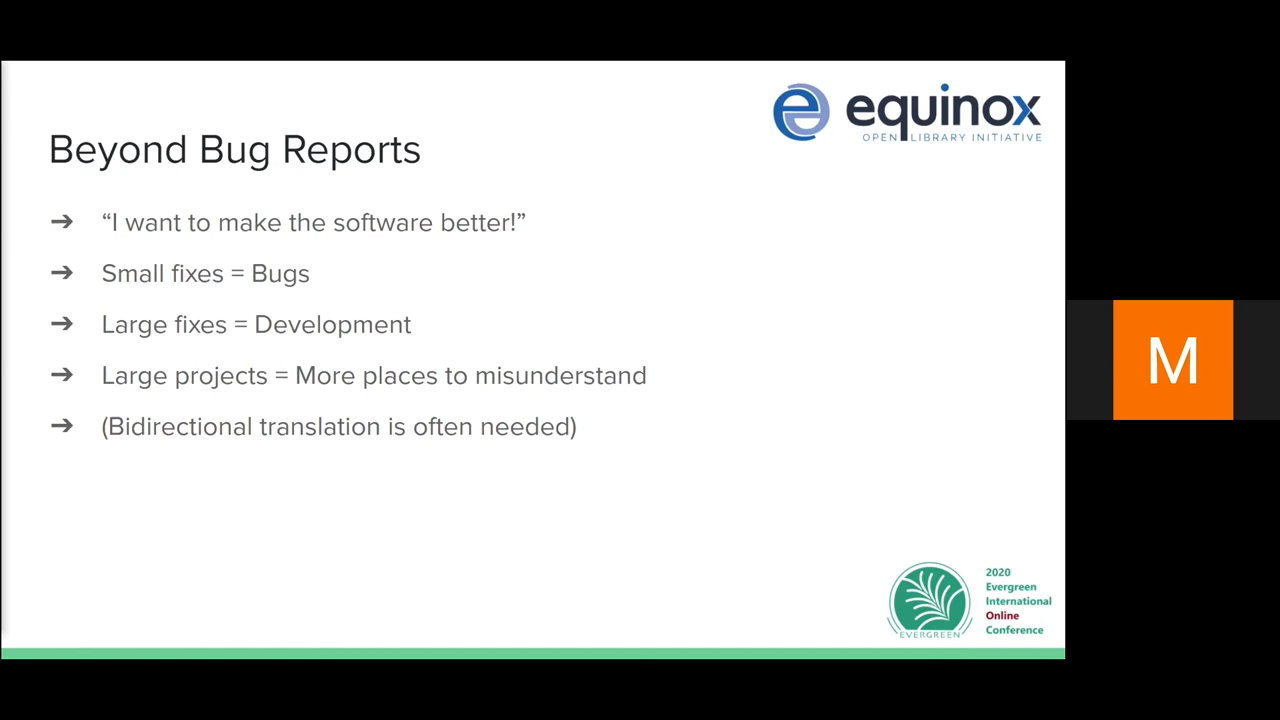 equinox
OPEN LIBRARY INITIATIVE
Beyond Bug Reports
➔ “I want to make the software better!”
➔ Small fixes = Bugs
➔ Large fixes = Development
➔ Large projects = More places to misunderstand
➔ (Bidirectional translation is often needed)
M
EVERGREEN
2020
Evergreen
International
Online
Conference